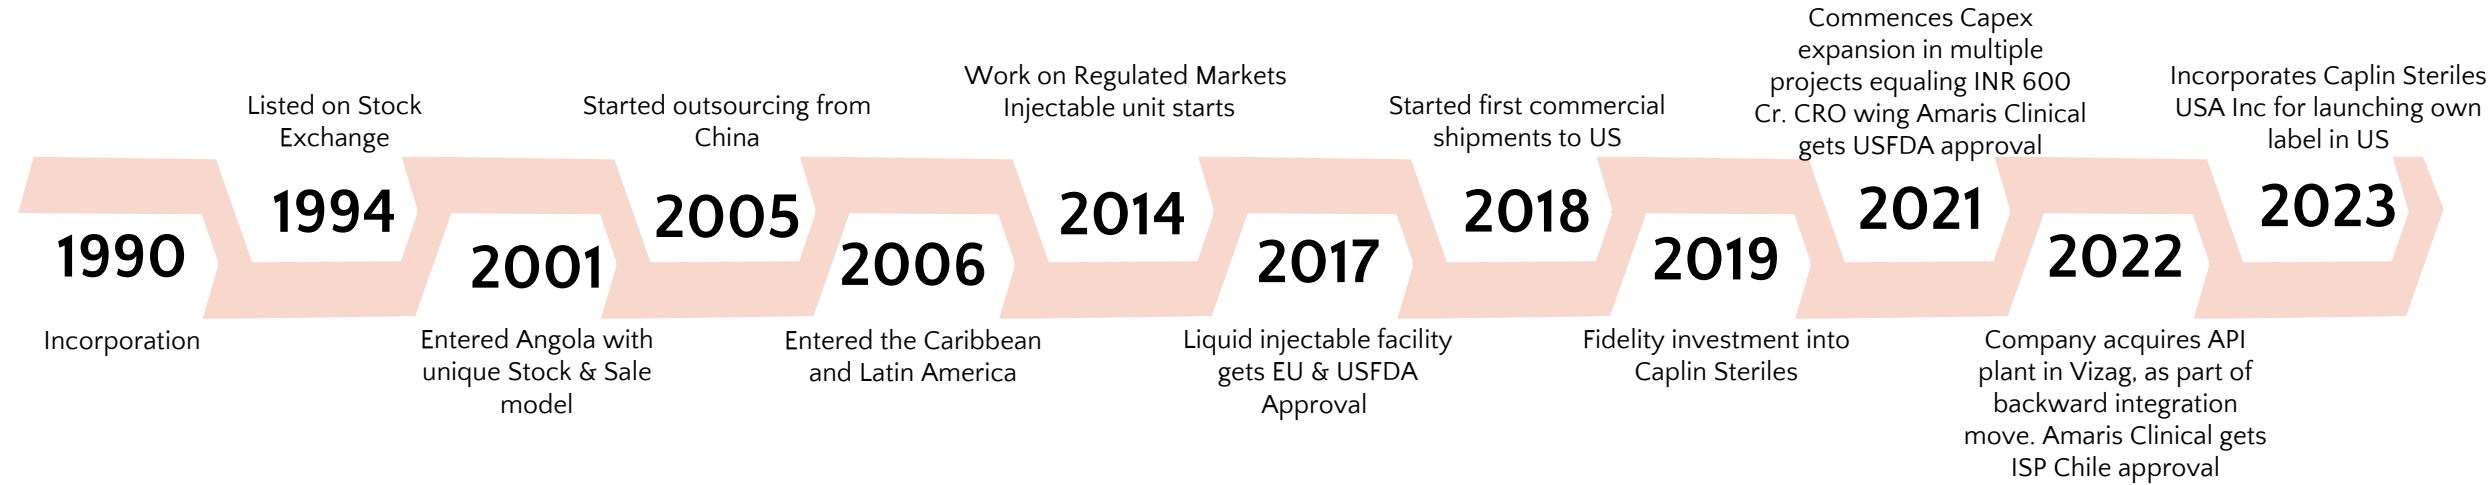 1990
Incorporation
Listed on Stock
Exchange
1994
2001
Entered Angola with
unique Stock & Sale
model
Started outsourcing from
China
2005
2006
Entered the Caribbean
and Latin America
Work on Regulated Markets
Injectable unit starts
2014
2017
Liquid injectable facility
gets EU & USFDA
Approval
Started first commercial
shipments to US
2018
2019
Fidelity investment into
Caplin Steriles
Commences Capex
expansion in multiple
projects equaling INR 600
Cr. CRO wing Amaris Clinical
gets USFDA approval
2021
2022
Company acquires API
plant in Vizag, as part of
backward integration
move. Amaris Clinical gets
ISP Chile approval
Incorporates Caplin Steriles
USA Inc for launching own
label in US
2023